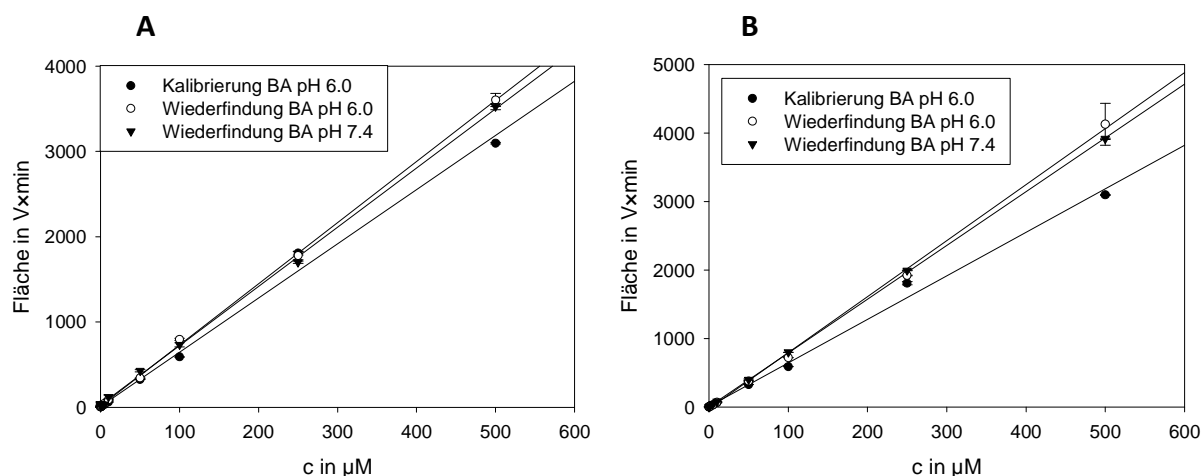 A
Fläche in V×min
4000
3000
2000
1000
0
Kalibrierung BA pH 6.0
Wiederfindung BA pH 6.0
Wiederfindung BA pH 7.4
0 100 200 300 400 500 600
c in µM
B
Fläche in V×min
5000
4000
3000
2000
1000
0
Kalibrierung BA pH 6.0
Wiederfindung BA pH 6.0
Wiederfindung BA pH 7.4
0 100 200 300 400 500 600
c in µM